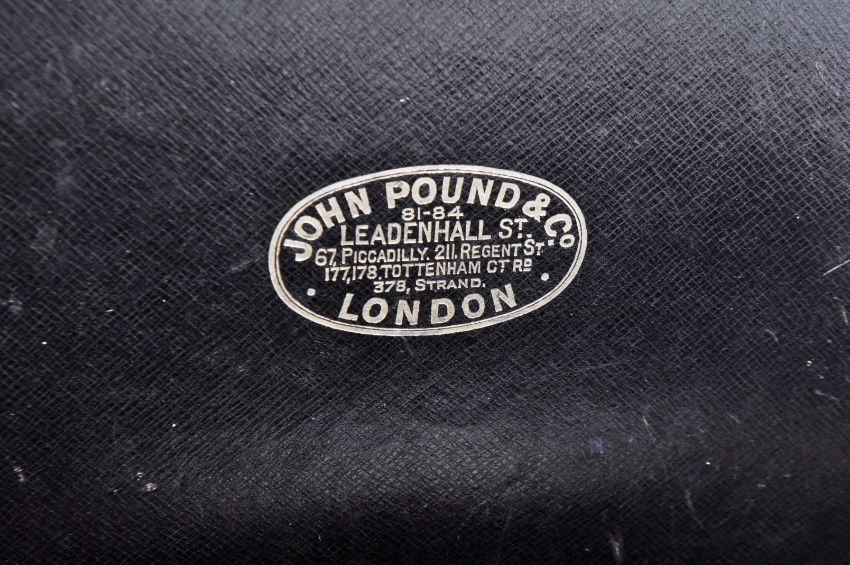 JOHN POUND & Co
81-84
LEADENHALL ST.
67, PICCADILLY. 211, REGENT ST
177,178, TOTTENHAM CT RD
378, STRAND.
· LONDON ·